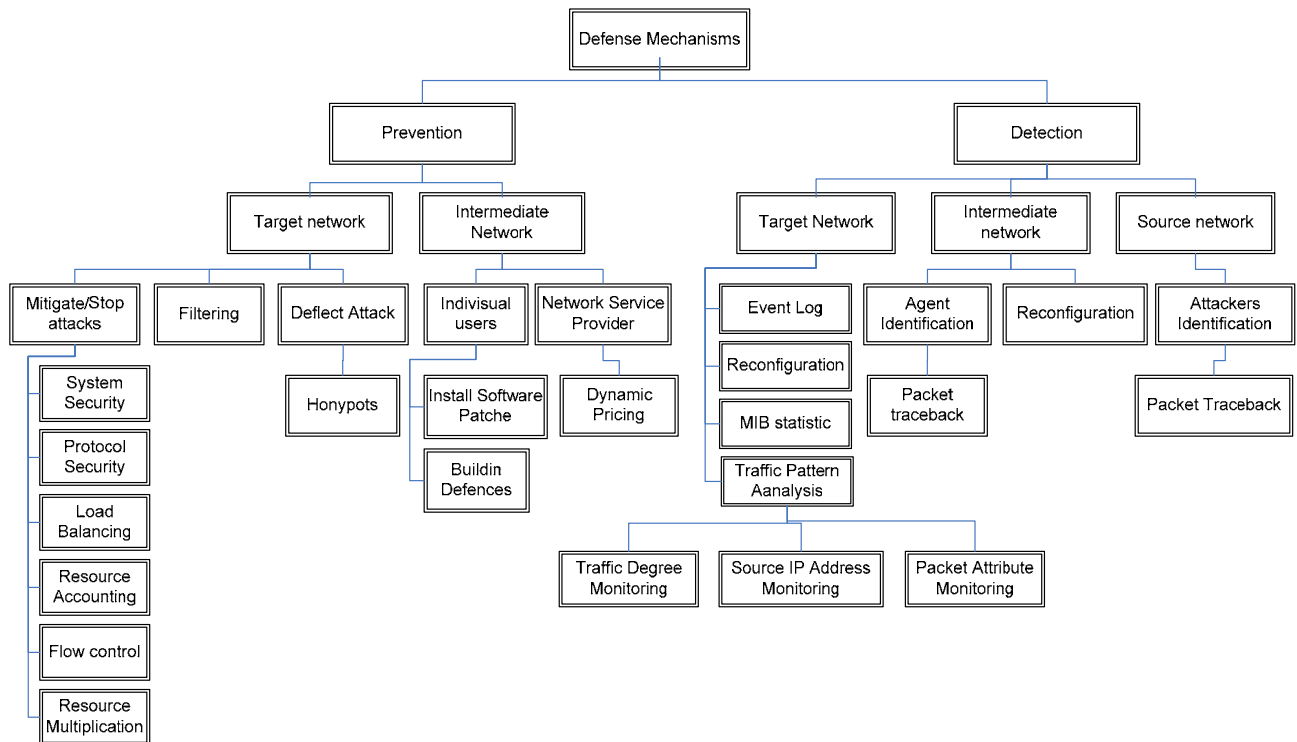 Defense Mechanisms
Prevention
Detection
Target network
Intermediate
Network
Target Network
Intermediate
network
Source network
Mitigate/Stop
attacks
Filtering
Deflect Attack
Indivisual
users
Network Service
Provider
Event Log
Agent
Identification
Reconfiguration
Attackers
Identification
System
Security
Honypots
Install Software
Patche
Dynamic
Pricing
Reconfiguration
Packet
traceback
Packet Traceback
Protocol
Security
Buildin
Defences
MIB statistic
Traffic Pattern
Aanalysis
Load
Balancing
Resource
Accounting
Traffic Degree
Monitoring
Source IP Address
Monitoring
Packet Attribute
Monitoring
Flow control
Resource
Multiplication